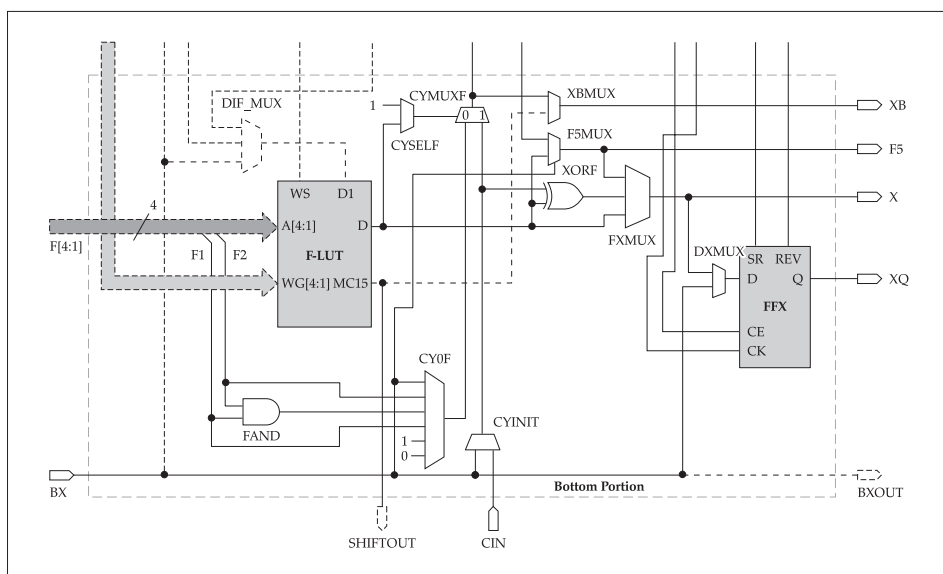 DIF_MUX
1
CYMUXF
0 1
CYSELF
XBMUX
XB
F5MUX
F5
XORF
X
FXMUX
WS D1
4
F[4:1]
A[4:1] D
F-LUT
F1 F2
WG[4:1] MC15
DXMUX
SR REV
D Q
FFX
CE
CK
XQ
CY0F
FAND
1
0
CYINIT
BX
Bottom Portion
BXOUT
SHIFTOUT
CIN